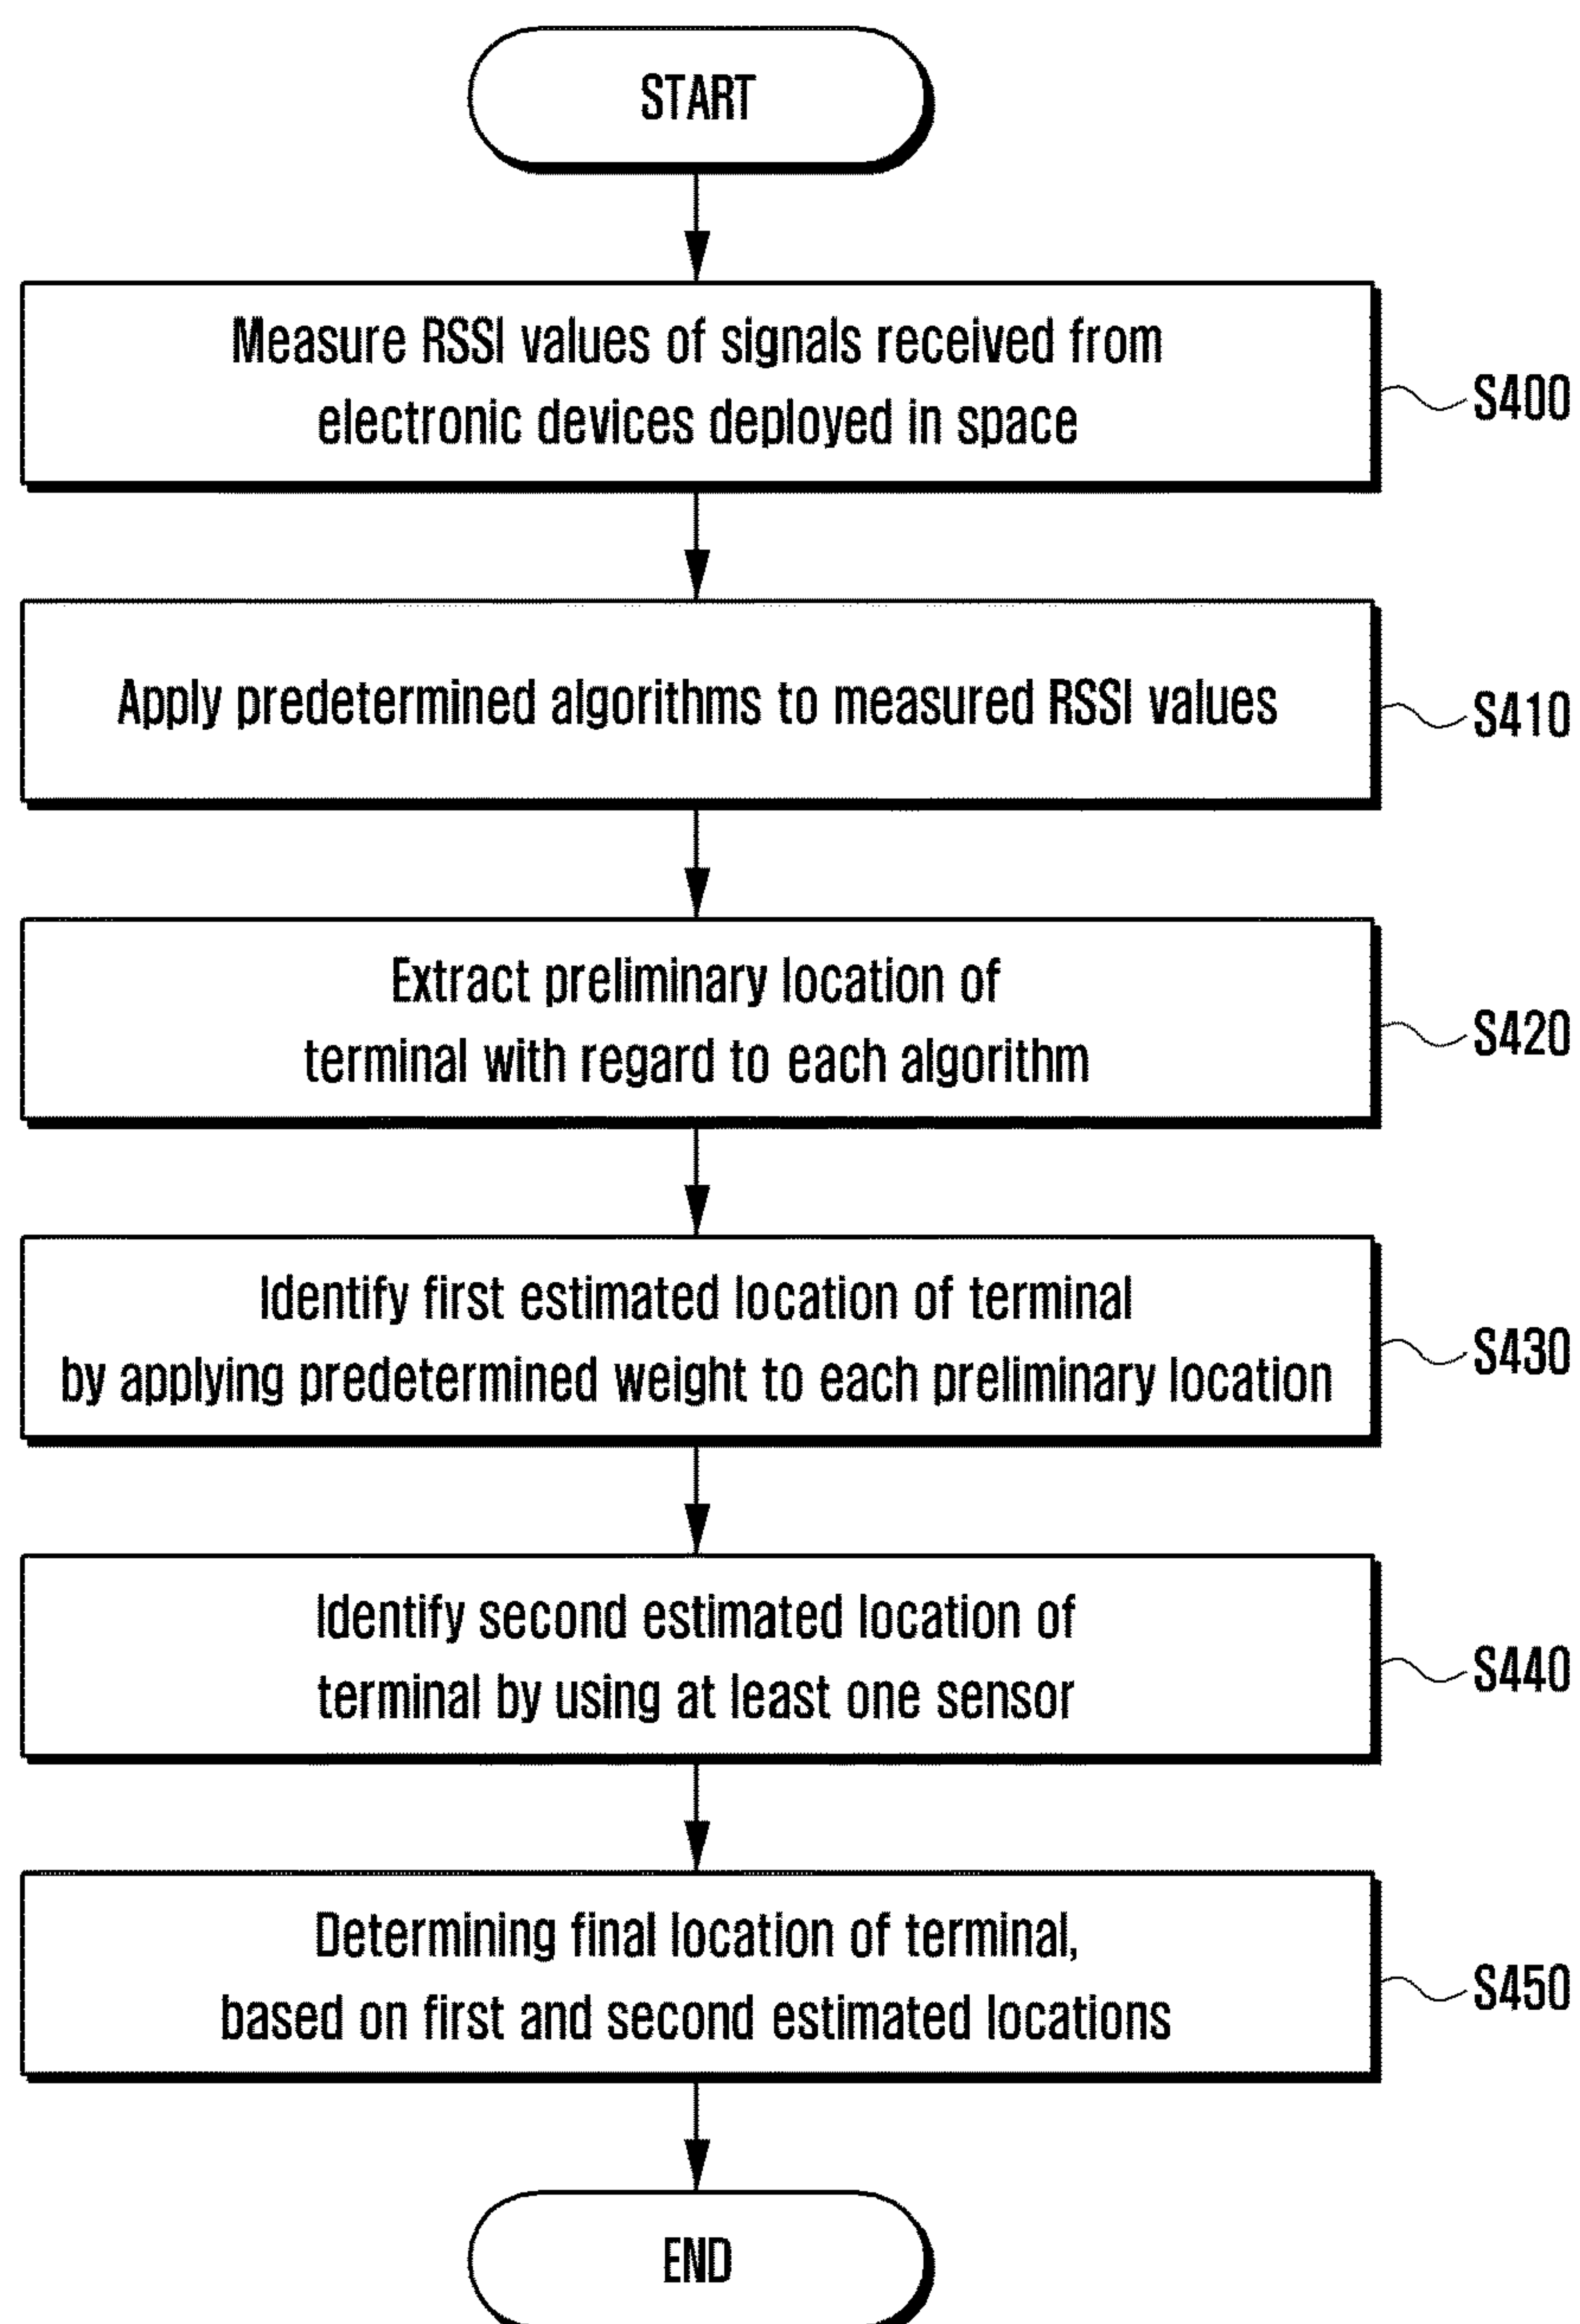 START
Measure RSSI values of signals received from
electronic devices deployed in space
S400
Apply predetermined algorithms to measured RSSI values
S410
Extract preliminary location of
terminal with regard to each algorithm
S420
Identify first estimated location of terminal
by applying predetermined weight to each preliminary location
S430
Identify second estimated location of
terminal by using at least one sensor
S440
Determining final location of terminal,
based on first and second estimated locations
S450
END